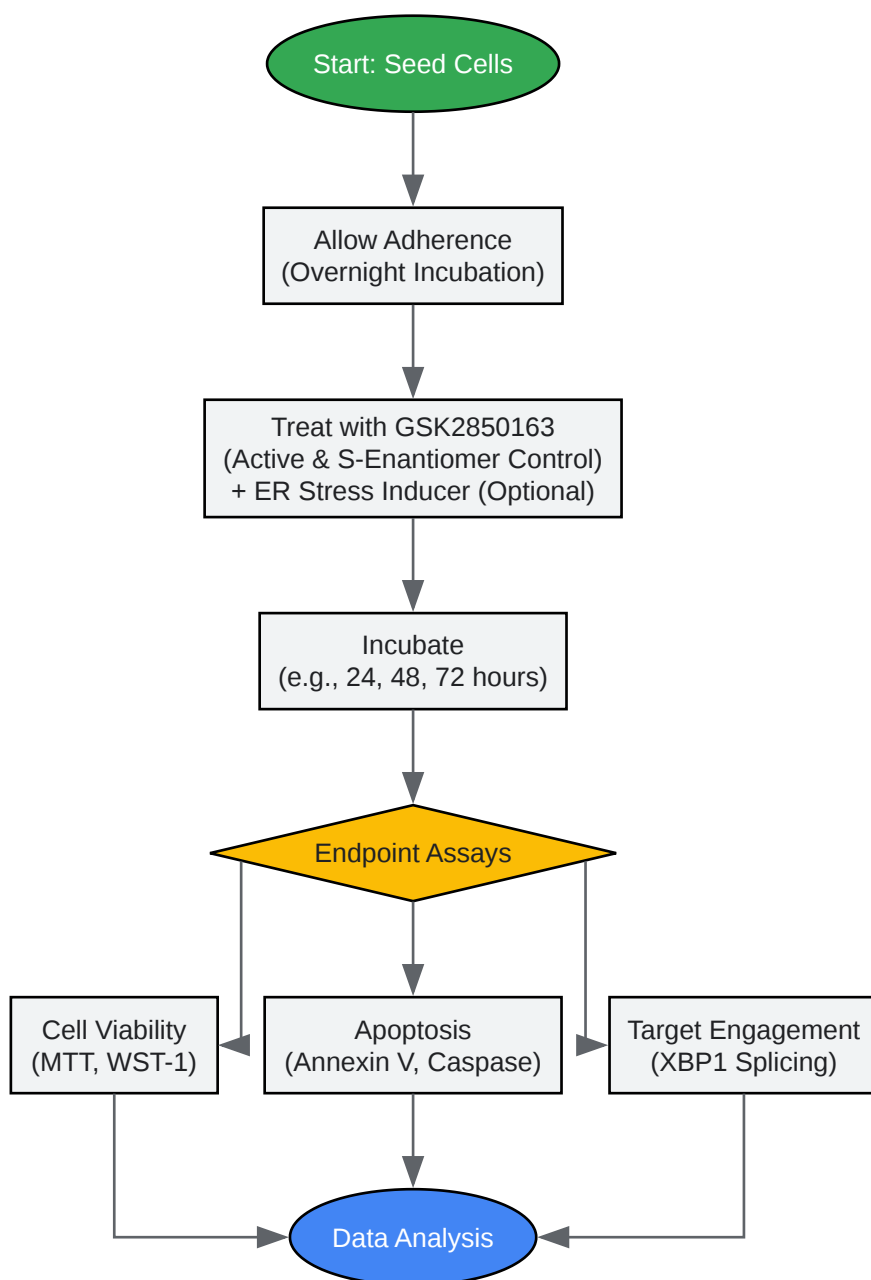 Start: Seed Cells
Allow Adherence
(Overnight Incubation)
Treat with GSK2850163
(Active & S-Enantiomer Control)
+ ER Stress Inducer (Optional)
Incubate
(e.g., 24, 48, 72 hours)
Endpoint Assays
Cell Viability
(MTT, WST-1)
Apoptosis
(Annexin V, Caspase)
Target Engagement
(XBP1 Splicing)
Data Analysis